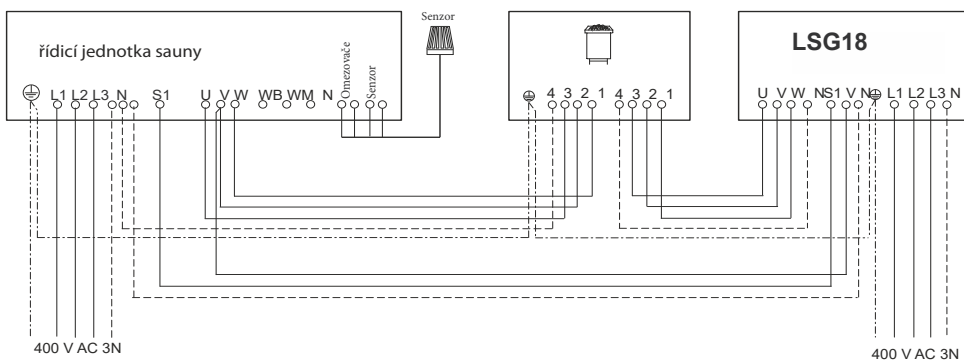 Senzor
řídicí jednotka sauny
LSG18
Omezovače
Senzor
L1 L2 L3 N S1 U V W WB WM N
4 3 2 1 4 3 2 1
U V W N S1 V N L1 L2 L3 N
400 V AC 3N
400 V AC 3N